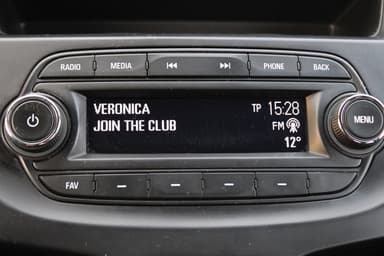 RADIO MEDIA PHONE BACK
VERONICA TP 15:28
JOIN THE CLUB FM
12°
MENU
FAV